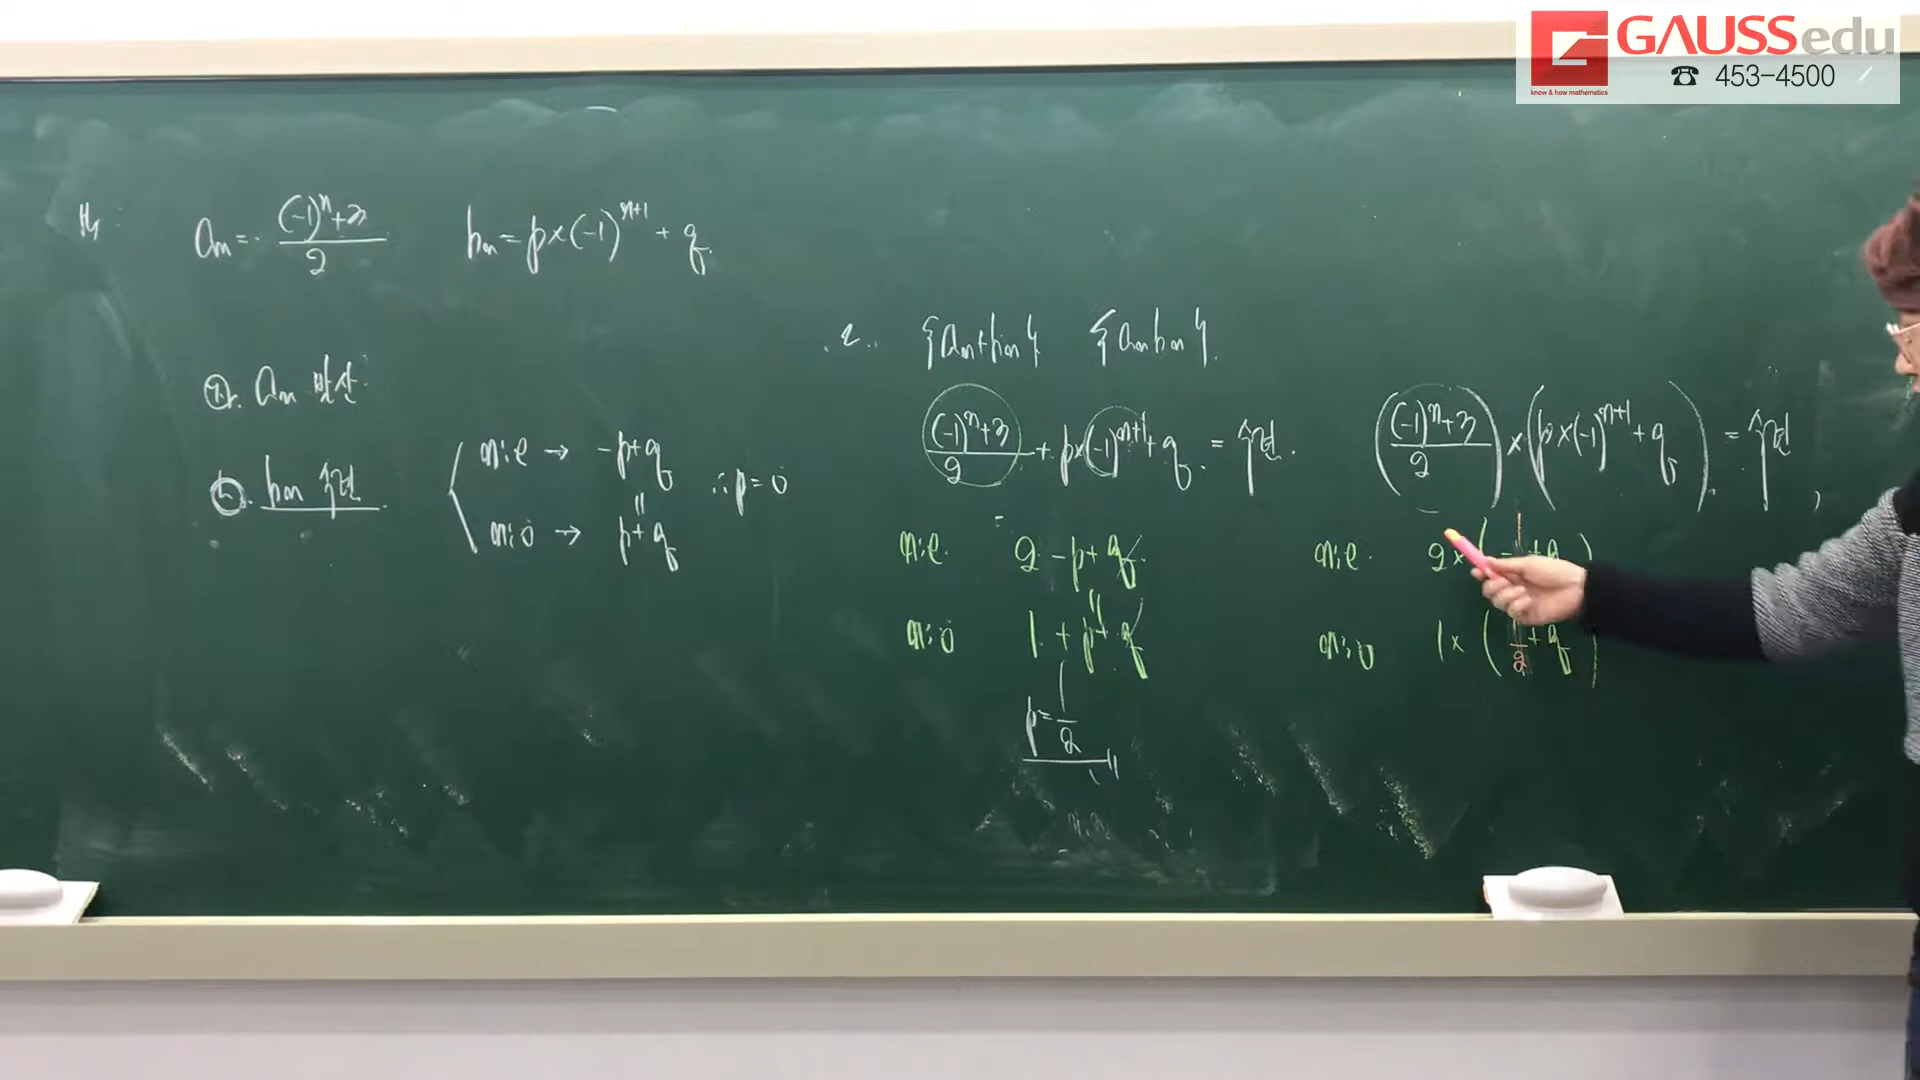 GAUSSedu
know & how mathematics
☎ 453-4500
14.
aₙ = ((-1)ⁿ+3)/2   bₙ = p×(-1)ⁿ⁺¹ + q.
ㄱ. aₙ 발산.
ㄴ. bₙ 수렴
n:e → -p+q
॥
n:o → p+q
∴ p=0
ㄷ. {aₙ+bₙ} {aₙbₙ}.
((-1)ⁿ+3)/2 + p×(-1)ⁿ⁺¹+q. = 수렴.
n:e. 2 -p+q
॥
n:o 1 + p+q
p=1/2
(((-1)ⁿ+3)/2) × (p×(-1)ⁿ⁺¹+q) = 수렴
n:e. 2×(
n:o 1×(1/2+q)